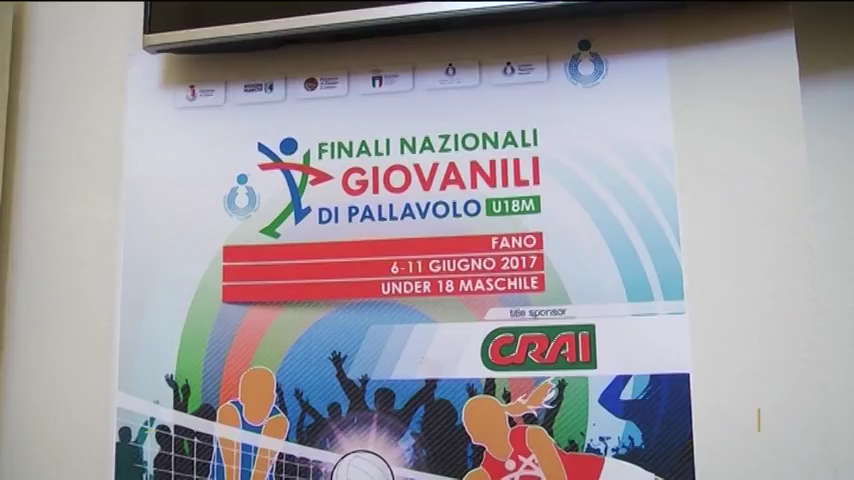 FINALI NAZIONALI
GIOVANILI
DI PALLAVOLO U18M
FANO
6-11 GIUGNO 2017
UNDER 18 MASCHILE
title sponsor
CRAI